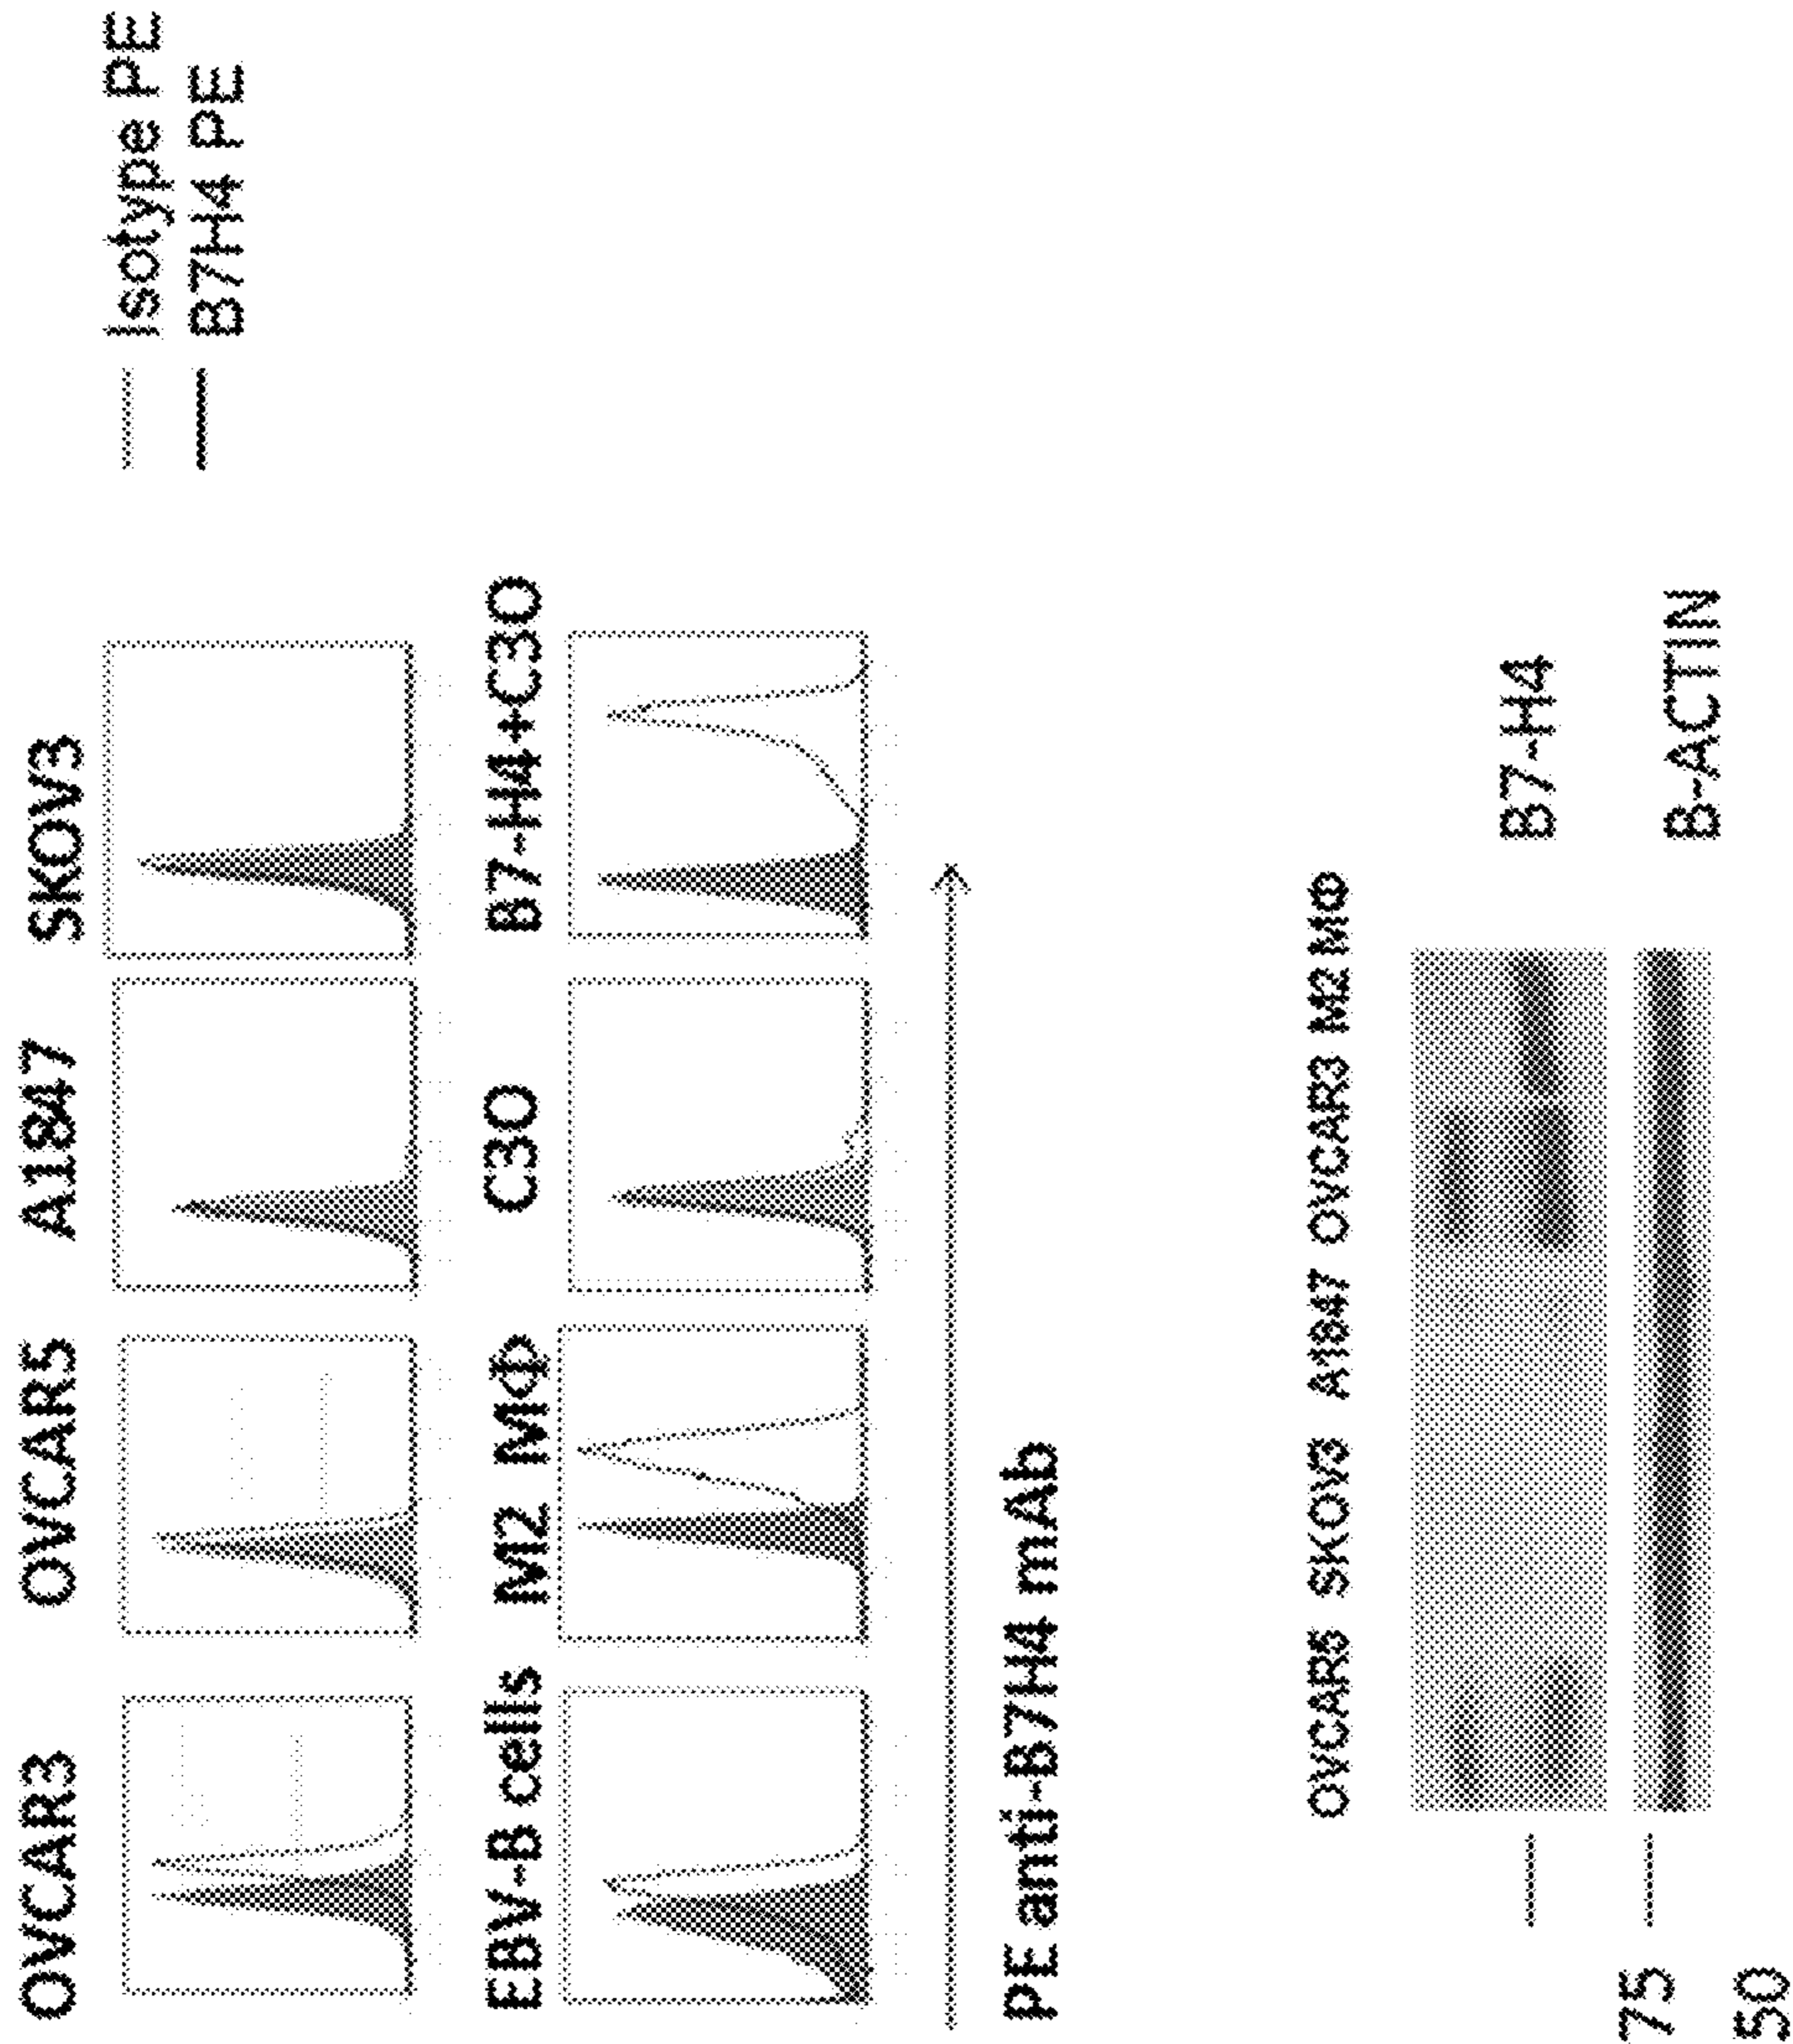 OVCAR3 OVCAR5 A1847 SKOV3
Isotype PE
B7H4 PE
EBV-B cells M2 MΦ C30 B7-H4+C30
PE anti-B7H4 mAb
OVCAR5 SKOV3 A1847 OVCAR3 M2 MΦ
B7-H4
75
B-ACTIN
50